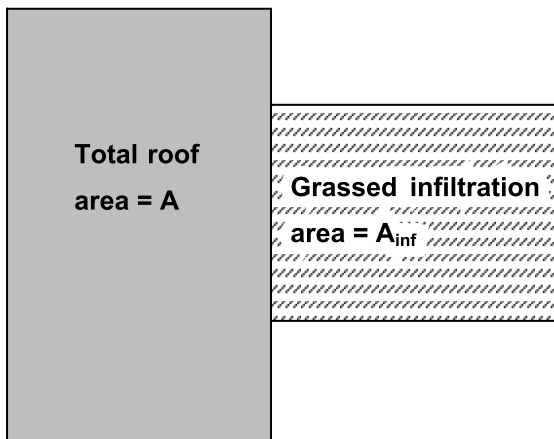 Total roof
area = A
Grassed infiltration
area = Ainf